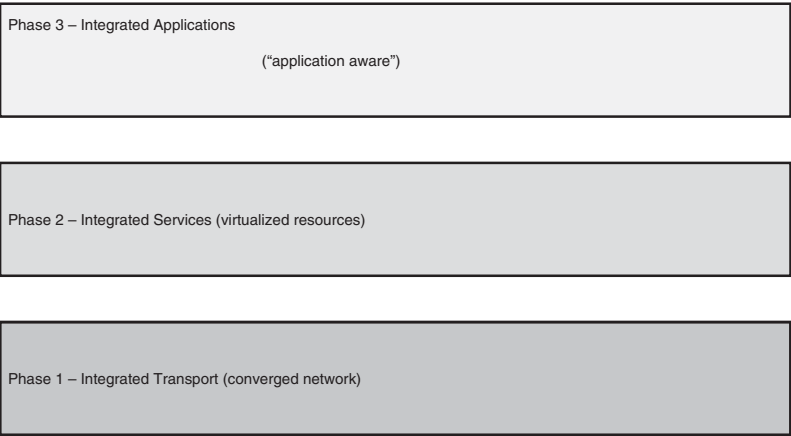 Phase 3 – Integrated Applications
(“application aware”)
Phase 2 – Integrated Services (virtualized resources)
Phase 1 – Integrated Transport (converged network)